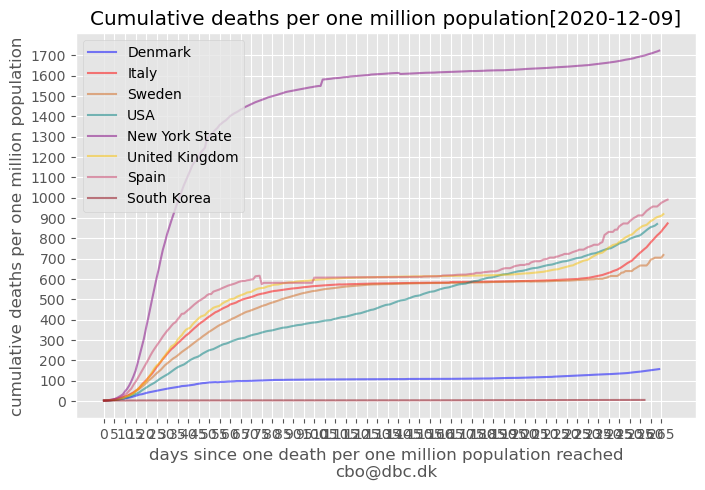 Cumulative deaths per one million population[2020-12-09]
cumulative deaths per one million population
1700
1600
1500
1400
1300
1200
1100
1000
900
800
700
600
500
400
300
200
100
0
Denmark
Italy
Sweden
USA
New York State
United Kingdom
Spain
South Korea
days since one death per one million population reached
cbo@dbc.dk